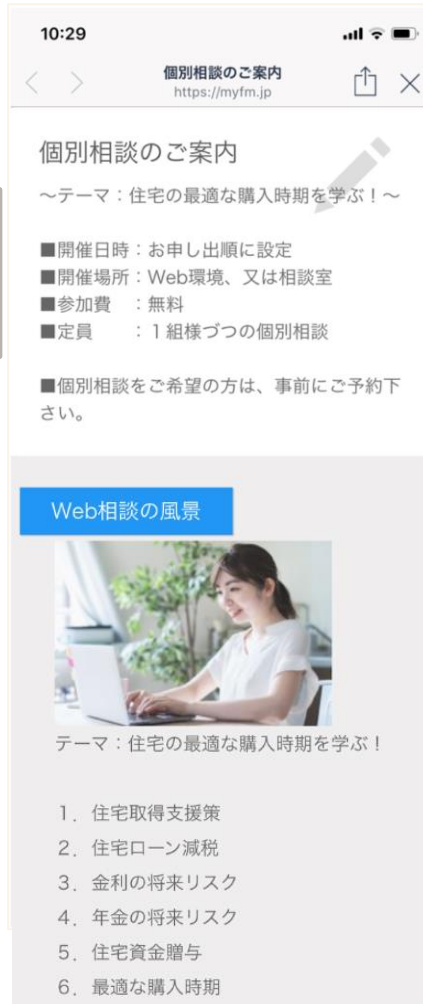 10:29
個別相談のご案内
https://myfm.jp
個別相談のご案内
～テーマ：住宅の最適な購入時期を学ぶ！～
■開催日時：お申し出順に設定
■開催場所：Web環境、又は相談室
■参加費　：無料
■定員　　：１組様づつの個別相談
■個別相談をご希望の方は、事前にご予約下
さい。
Web相談の風景
テーマ：住宅の最適な購入時期を学ぶ！
１．住宅取得支援策
２．住宅ローン減税
３．金利の将来リスク
４．年金の将来リスク
５．住宅資金贈与
６．最適な購入時期